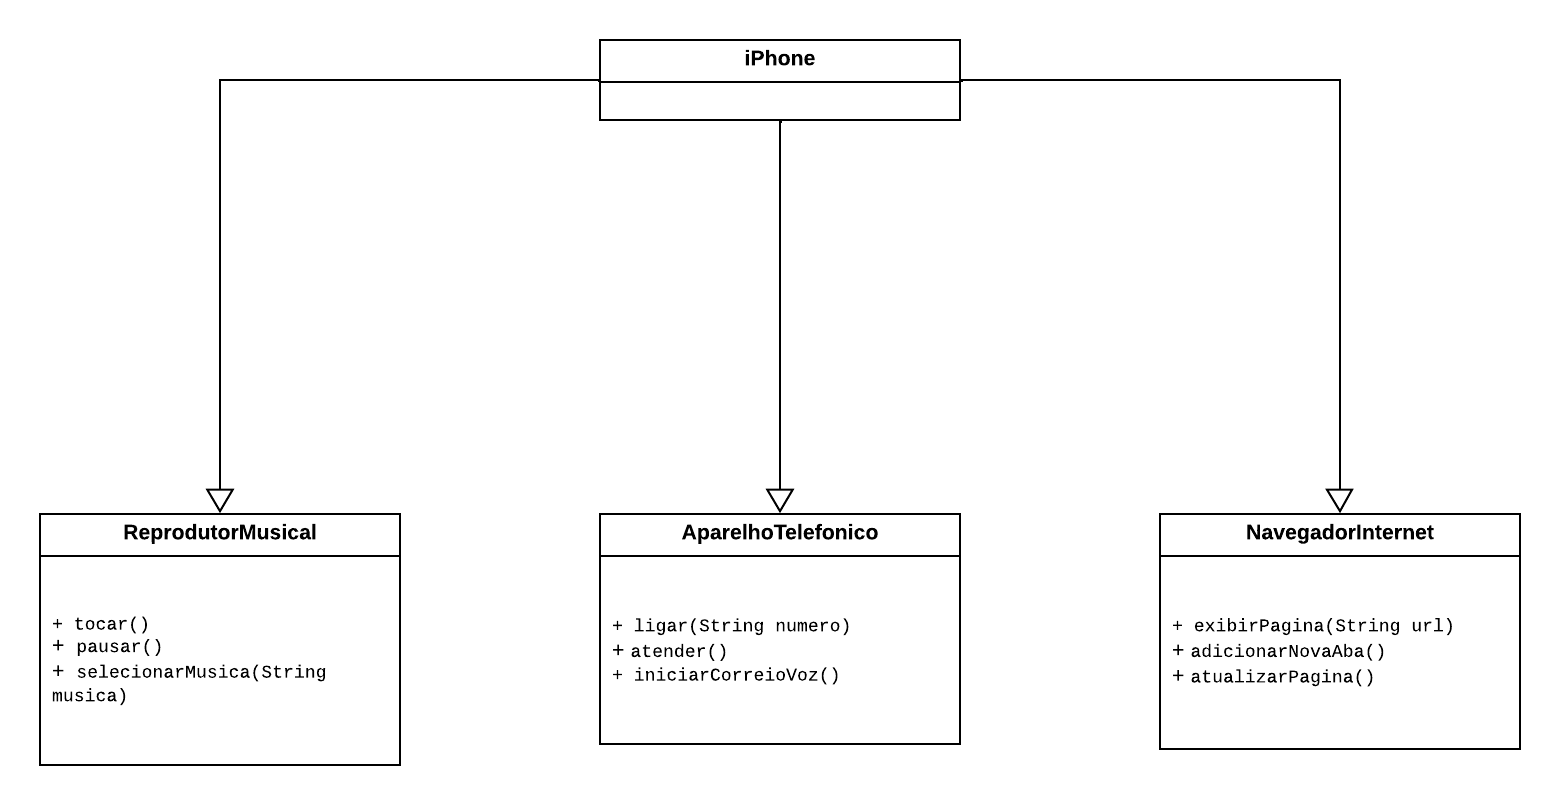 iPhone
ReprodutorMusical
+ tocar()
+ pausar()
+ selecionarMusica(String
musica)
AparelhoTelefonico
+ ligar(String numero)
+ atender()
+ iniciarCorreioVoz()
NavegadorInternet
+ exibirPagina(String url)
+ adicionarNovaAba()
+ atualizarPagina()